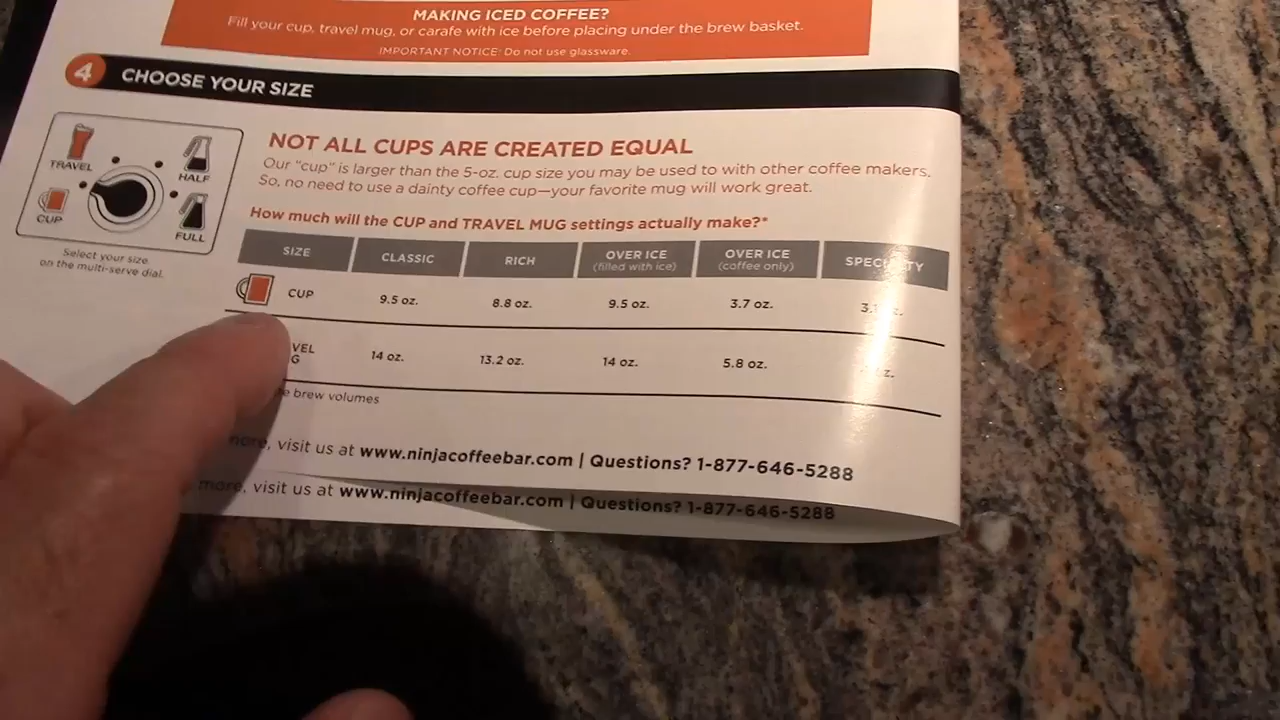 MAKING ICED COFFEE?
Fill your cup, travel mug, or carafe with ice before placing under the brew basket.
IMPORTANT NOTICE: Do not use glassware.
4 CHOOSE YOUR SIZE
TRAVEL
HALF
CUP
FULL
Select your size
on the multi-serve dial.
NOT ALL CUPS ARE CREATED EQUAL
Our "cup" is larger than the 5-oz. cup size you may be used to with other coffee makers.
So, no need to use a dainty coffee cup—your favorite mug will work great.
How much will the CUP and TRAVEL MUG settings actually make?*
SIZE CLASSIC RICH OVER ICE (filled with ice) OVER ICE (coffee only)
CUP 9.5 oz. 8.8 oz. 9.5 oz. 3.7 oz.
14 oz. 13.2 oz. 14 oz. 5.8 oz.
brew volumes
more, visit us at www.ninjacoffeebar.com | Questions? 1-877-646-5288
more, visit us at www.ninjacoffeebar.com | Questions? 1-877-646-5288